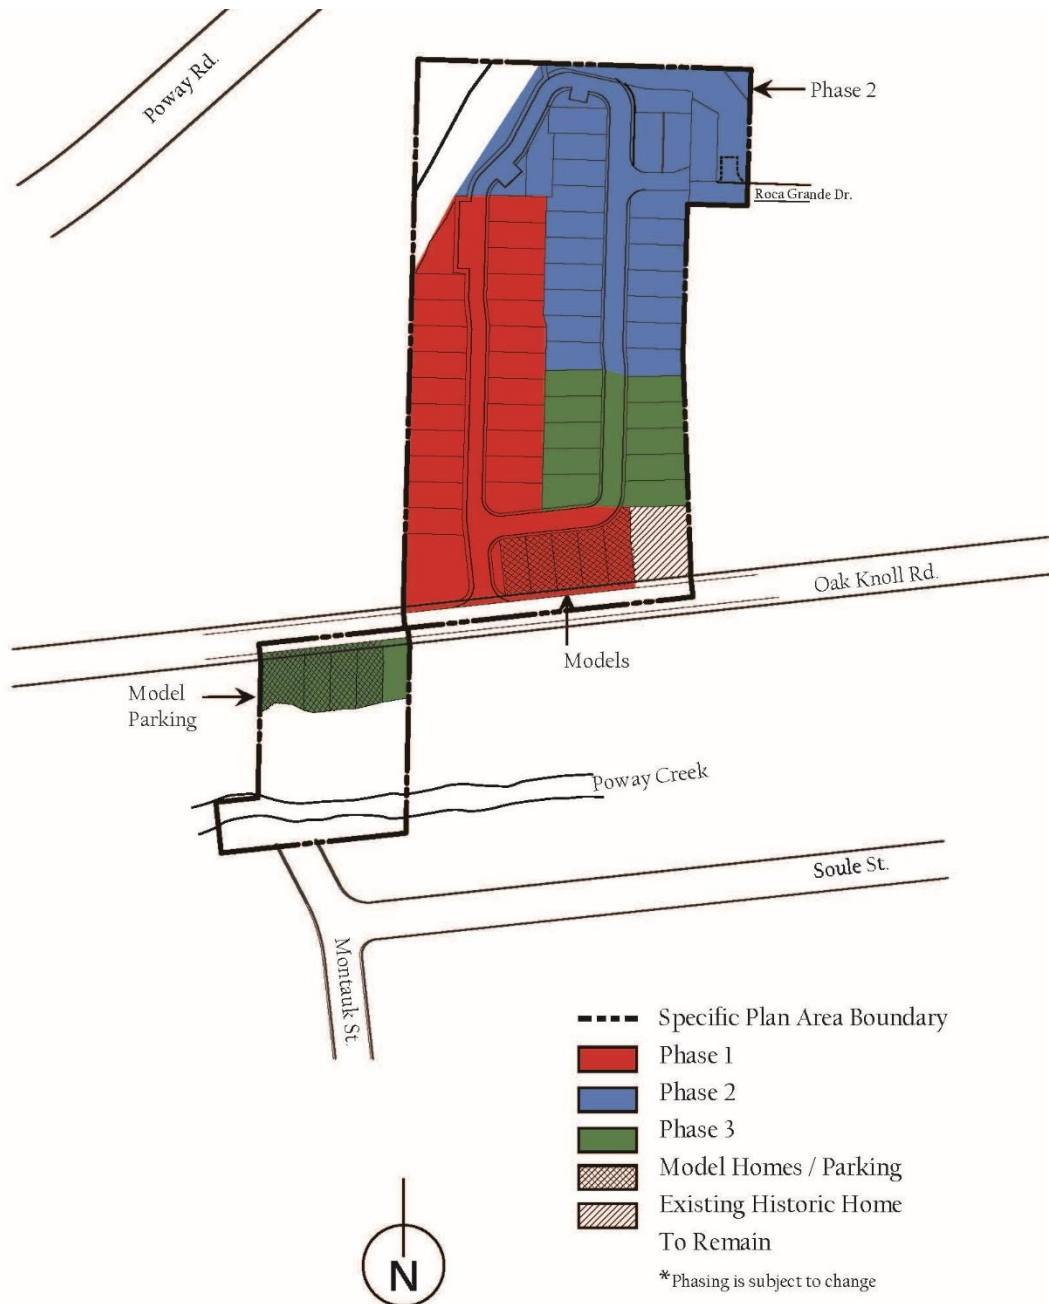 Poway Rd.
Phase 2
Roca Grande Dr.
Oak Knoll Rd.
Models
Model
Parking
Poway Creek
Soule St.
Montauk St.
Specific Plan Area Boundary
Phase 1
Phase 2
Phase 3
Model Homes / Parking
Existing Historic Home
To Remain
*Phasing is subject to change
N